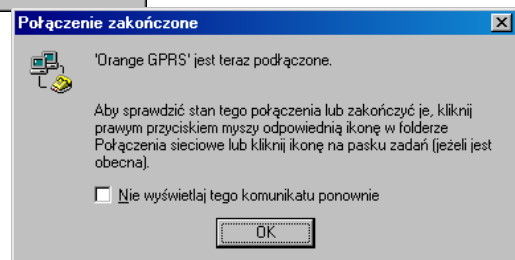 Połączenie zakończone
'Orange GPRS' jest teraz podłączone.
Aby sprawdzić stan tego połączenia lub zakończyć je, kliknij
prawym przyciskiem myszy odpowiednią ikonę w folderze
Połączenia sieciowe lub kliknij ikonę na pasku zadań (jeżeli jest
obecna).
Nie wyświetlaj tego komunikatu ponownie
OK